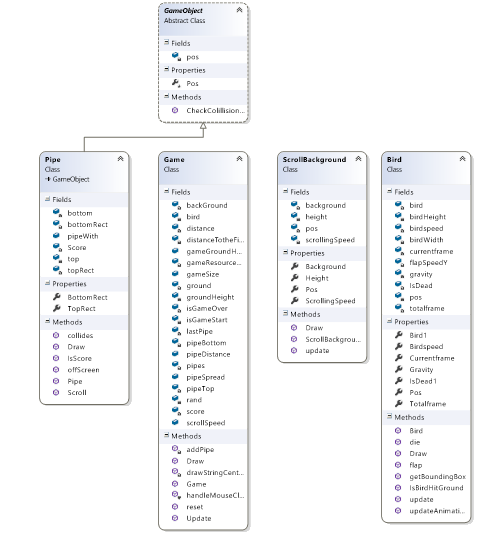 GameObject
Abstract Class
Fields
pos
Properties
Pos
Methods
CheckColillision...
Pipe
Class
GameObject
Fields
bottom
bottomRect
pipeWith
Score
top
topRect
Properties
BottomRect
TopRect
Methods
collides
Draw
isScore
offScreen
Pipe
Scroll
Game
Class
Fields
backGround
bird
distance
distanceTotheFi...
gameGroundH...
gameResource...
gameSize
ground
groundHeight
isGameOver
isGameStart
lastPipe
pipeBottom
pipeDistance
pipes
pipeSpread
pipeTop
rand
score
scrollSpeed
Methods
addPipe
Draw
drawStringCent...
Game
handleMouseCl...
reset
Update
ScrollBackground
Class
Fields
background
height
pos
scrollingSpeed
Properties
Background
Height
Pos
ScrollingSpeed
Methods
Draw
ScrollBackgrou...
update
Bird
Class
Fields
bird
birdHeight
birdspeed
birdWidth
currentframe
flapSpeedY
gravity
isDead
pos
totalframe
Properties
Bird1
Birdspeed
Currentframe
Gravity
IsDead1
Pos
Totalframe
Methods
Bird
die
Draw
flap
getBoundingBox
IsBirdHitGround
update
updateAnimati...